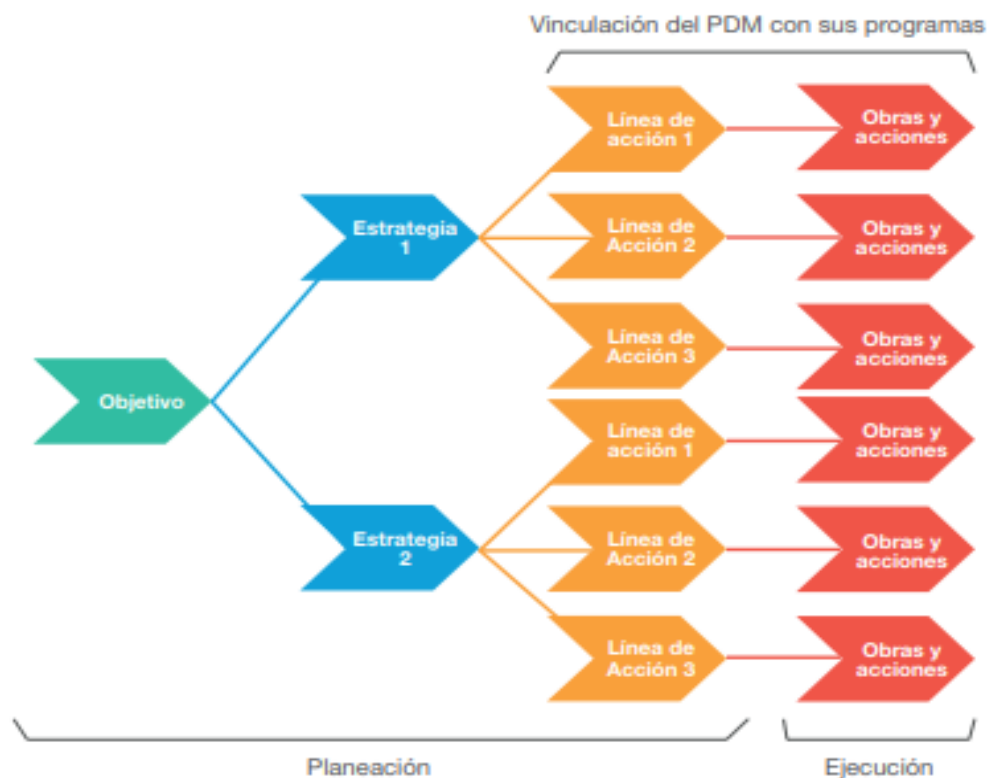 Vinculación del PDM con sus programas
Línea de
acción 1
Obras y
acciones
Estrategia
1
Línea de
Acción 2
Obras y
acciones
Línea de
Acción 3
Obras y
acciones
Objetivo
Línea de
acción 1
Obras y
acciones
Estrategia
2
Línea de
Acción 2
Obras y
acciones
Línea de
Acción 3
Obras y
acciones
Planeación
Ejecución